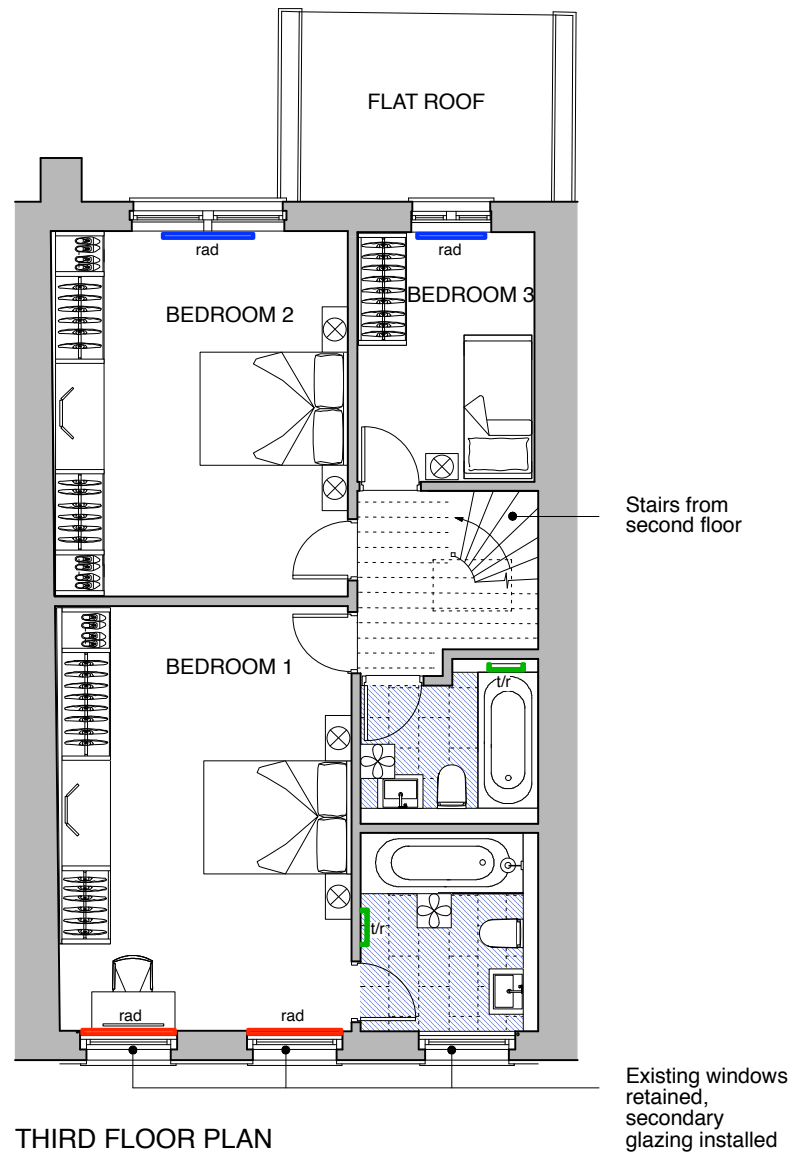 FLAT ROOF
rad
rad
BEDROOM 2
BEDROOM 3
Stairs from
second floor
BEDROOM 1
t/r
t/r
rad
rad
Existing windows
retained,
secondary
glazing installed
THIRD FLOOR PLAN